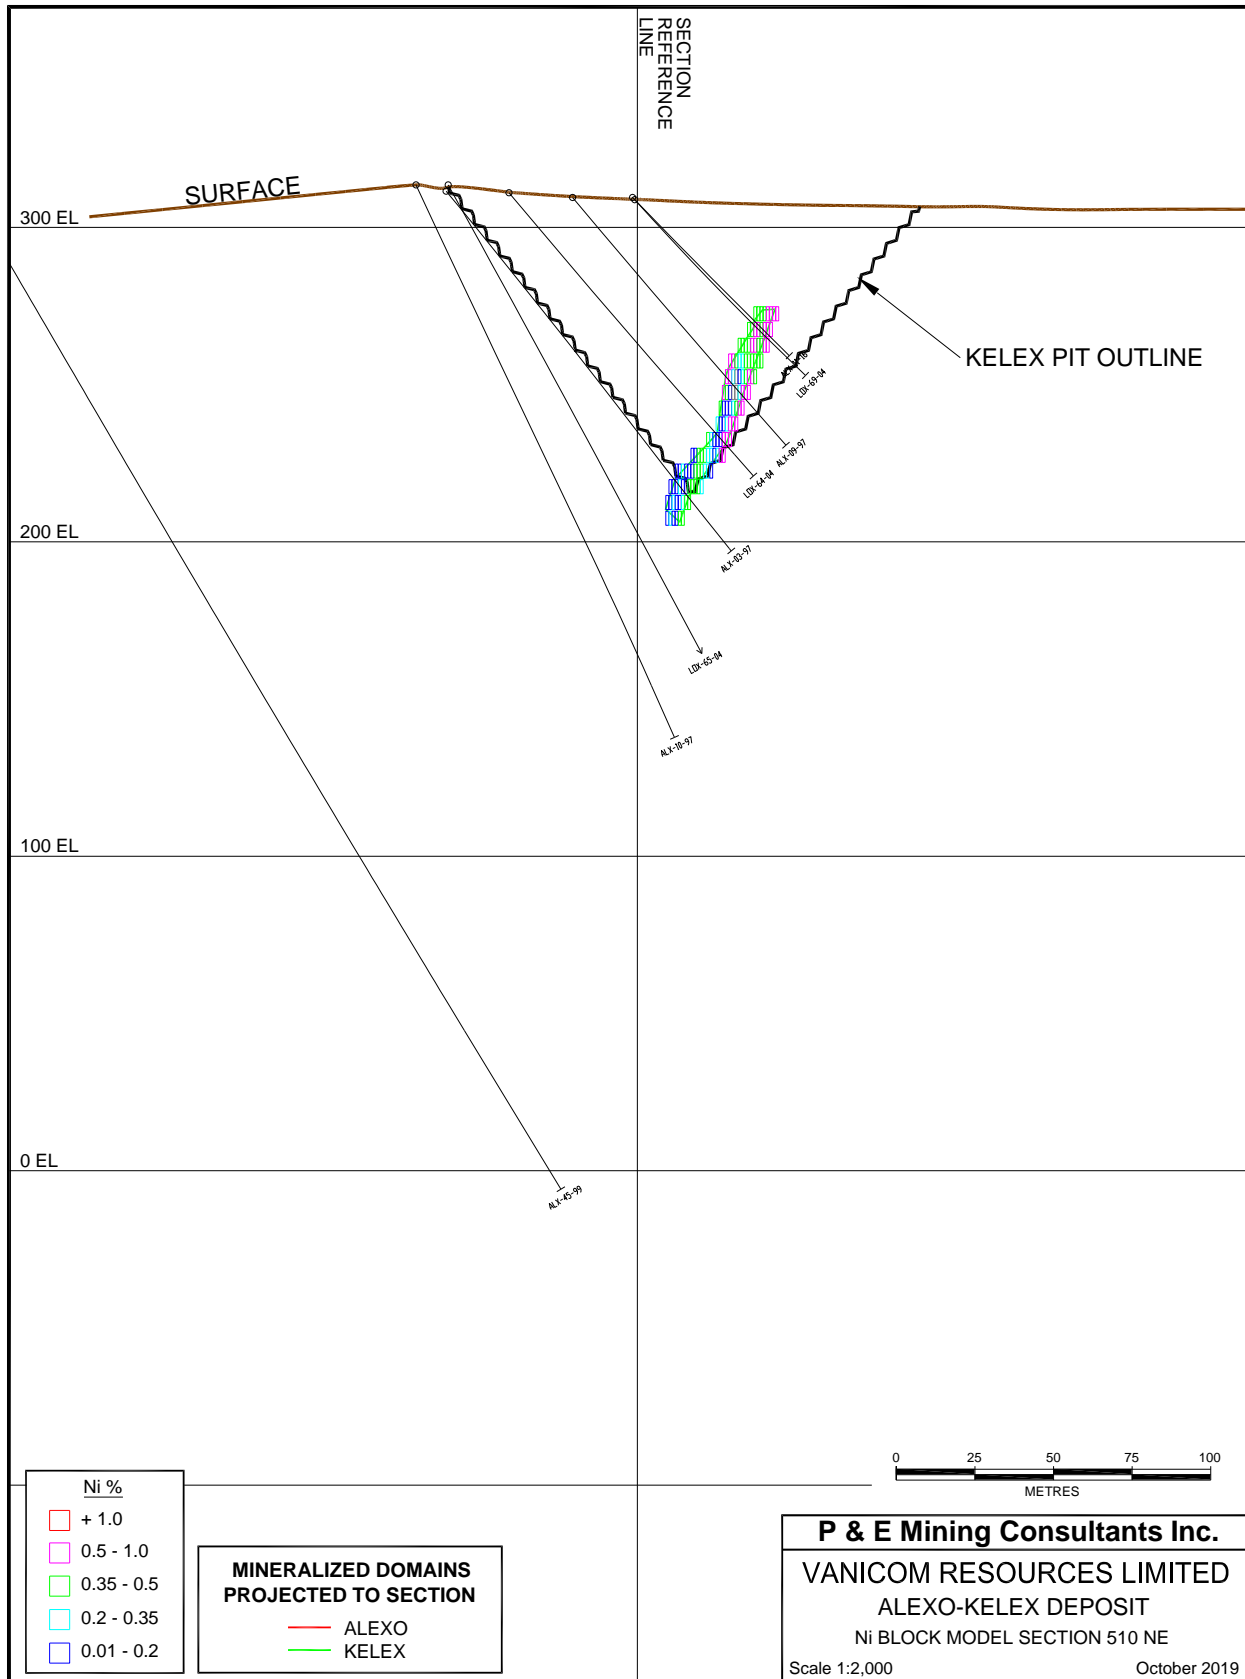 SECTION
REFERENCE
LINE
SURFACE
300 EL
KELEX PIT OUTLINE
LDX-69-04
ALX-09-97
LDX-64-04
200 EL
ALX-03-97
LDX-65-04
ALX-10-97
100 EL
0 EL
ALX-45-99
0 25 50 75 100
METRES
Ni %
+ 1.0
0.5 - 1.0
0.35 - 0.5
0.2 - 0.35
0.01 - 0.2
MINERALIZED DOMAINS
PROJECTED TO SECTION
ALEXO
KELEX
P & E Mining Consultants Inc.
VANICOM RESOURCES LIMITED
ALEXO-KELEX DEPOSIT
Ni BLOCK MODEL SECTION 510 NE
Scale 1:2,000 October 2019